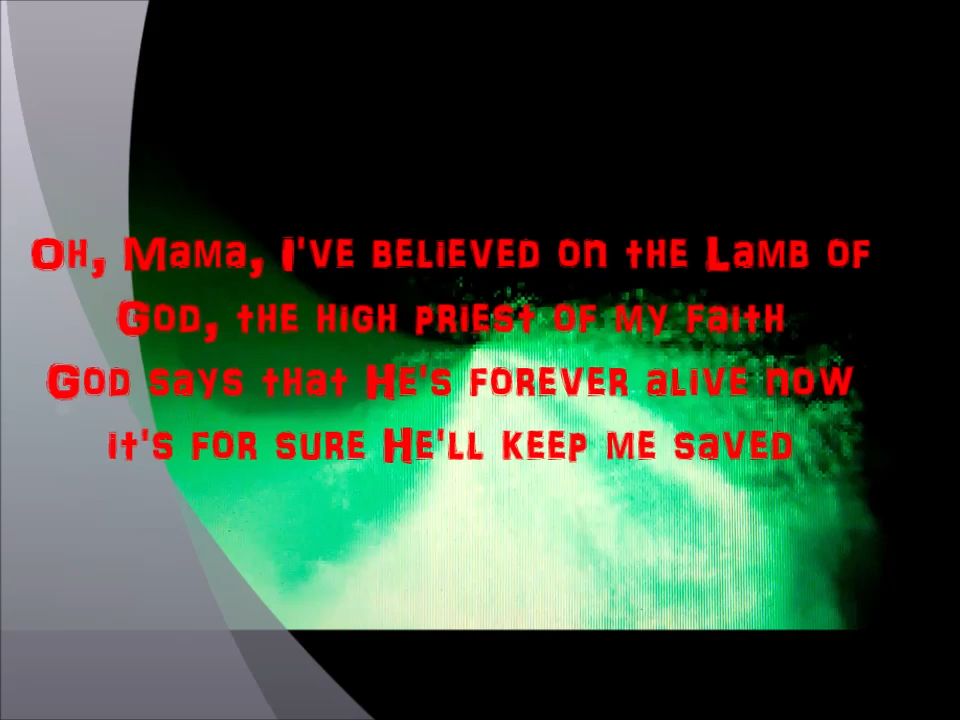 Oh, Mama, I've believed on the Lamb of
God, the high priest of my faith
God says that He's forever alive now
it's for sure He'll keep me saved